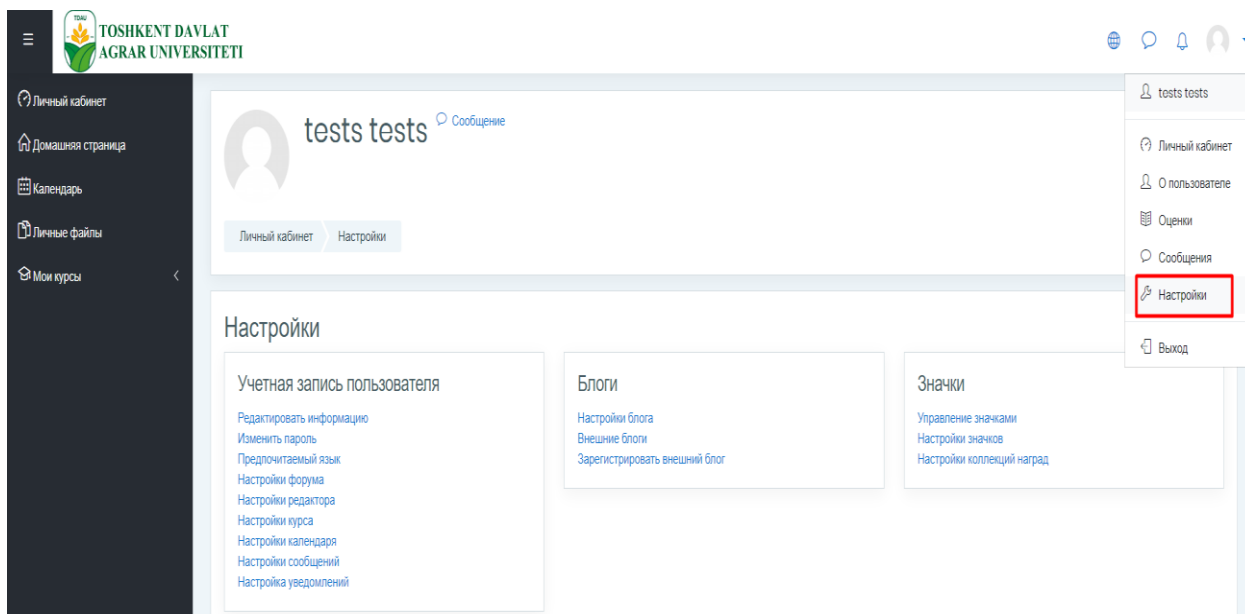 TDAU
TOSHKENT DAVLAT
AGRAR UNIVERSITETI
Личный кабинет
Домашняя страница
Календарь
Личные файлы
Мои курсы
tests tests
Сообщение
Личный кабинет
Настройки
tests tests
Личный кабинет
О пользователе
Оценки
Сообщения
Настройки
Выход
Настройки
Учетная запись пользователя
Редактировать информацию
Изменить пароль
Предпочитаемый язык
Настройки форума
Настройки редактора
Настройки курса
Настройки календаря
Настройки сообщений
Настройка уведомлений
Блоги
Настройки блога
Внешние блоги
Зарегистрировать внешний блог
Значки
Управление значками
Настройки значков
Настройки коллекций наград